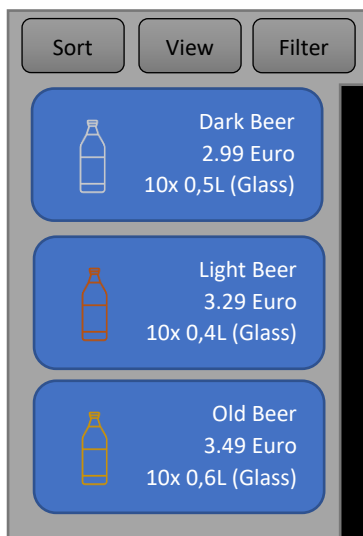 Sort View Filter
Dark Beer
2.99 Euro
10x 0,5L (Glass)
Light Beer
3.29 Euro
10x 0,4L (Glass)
Old Beer
3.49 Euro
10x 0,6L (Glass)